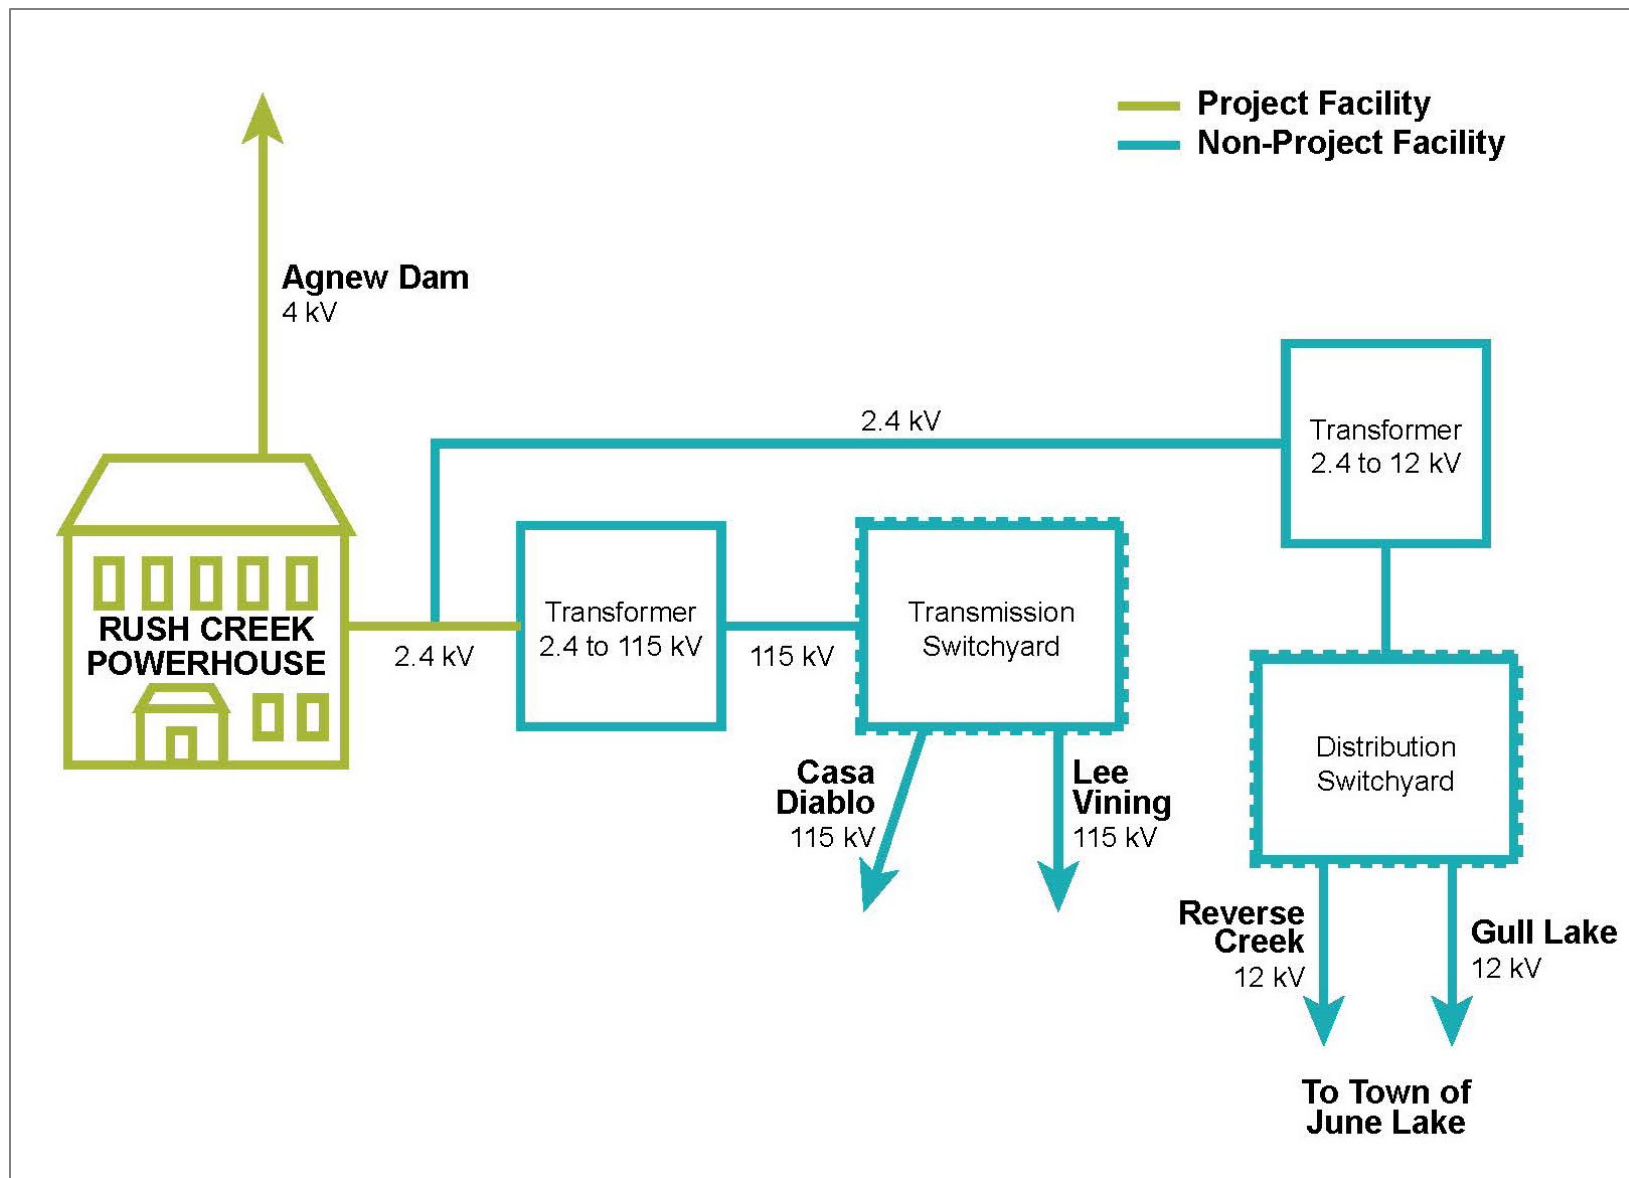 Project Facility
Non-Project Facility
Agnew Dam
4 kV
2.4 kV
Transformer
2.4 to 12 kV
RUSH CREEK
POWERHOUSE
2.4 kV
Transformer
2.4 to 115 kV
115 kV
Transmission
Switchyard
Distribution
Switchyard
Casa
Diablo
115 kV
Lee
Vining
115 kV
Reverse
Creek
12 kV
Gull Lake
12 kV
To Town of
June Lake